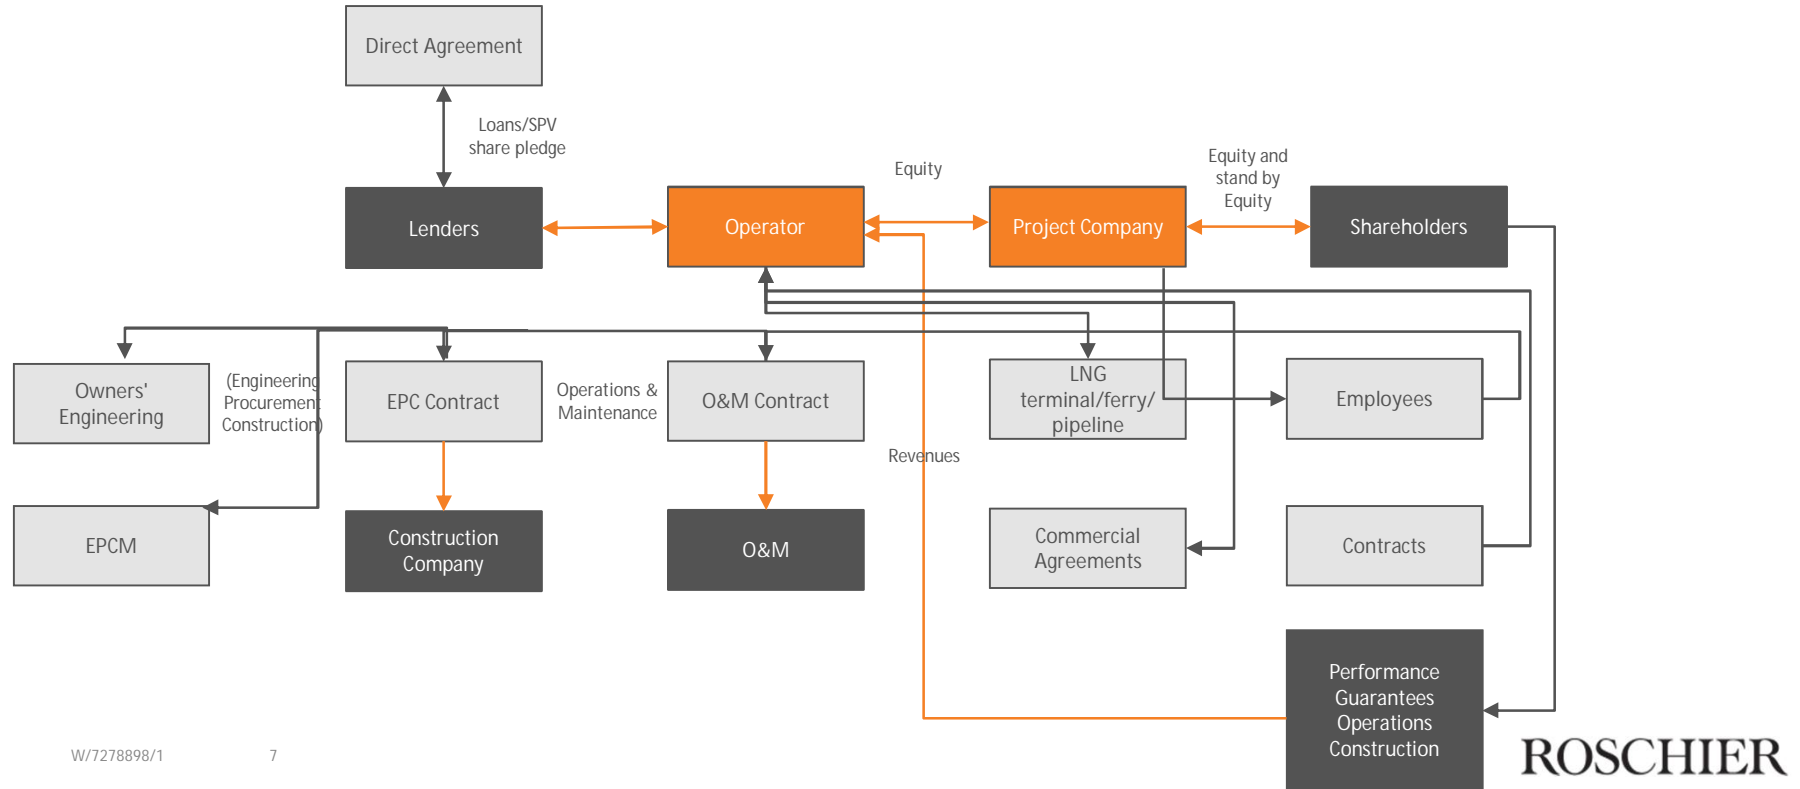 Direct Agreement
Loans/SPV
share pledge
Equity
Equity and
stand by
Equity
Lenders
Operator
Project Company
Shareholders
Owners'
Engineering
(Engineering
Procurement
Construction)
EPC Contract
Operations &
Maintenance
O&M Contract
LNG
terminal/ferry/
pipeline
Employees
Revenues
EPCM
Construction
Company
O&M
Commercial
Agreements
Contracts
Performance
Guarantees
Operations
Construction
W/7278898/1
7
ROSCHIER